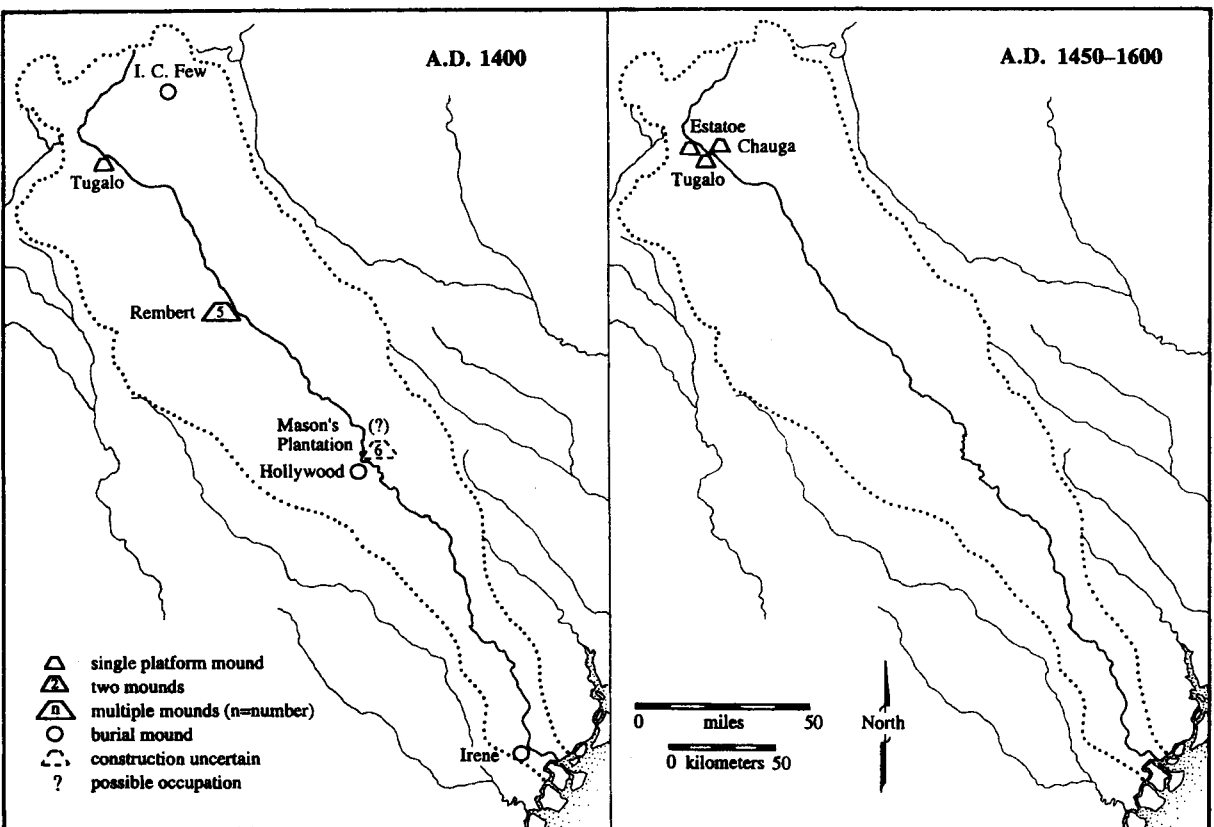 A.D. 1400
I. C. Few
Tugalo
Rembert
5
Mason's (?)
Plantation
6
Hollywood
Irene
single platform mound
2 two mounds
n multiple mounds (n=number)
burial mound
construction uncertain
? possible occupation
A.D. 1450–1600
Estatoe
Chauga
Tugalo
0 miles 50
0 kilometers 50
North